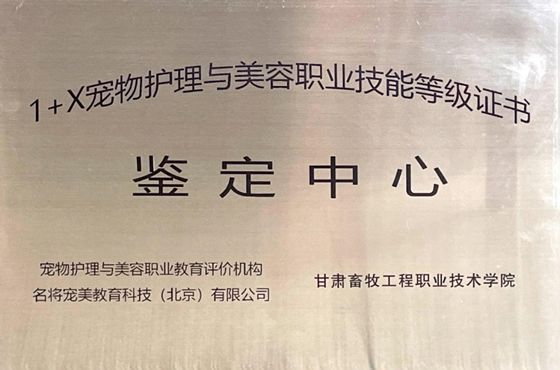 1+X宠物护理与美容职业技能等级证书
鉴定中心
宠物护理与美容职业教育评价机构
名将宠美教育科技（北京）有限公司
甘肃畜牧工程职业技术学院